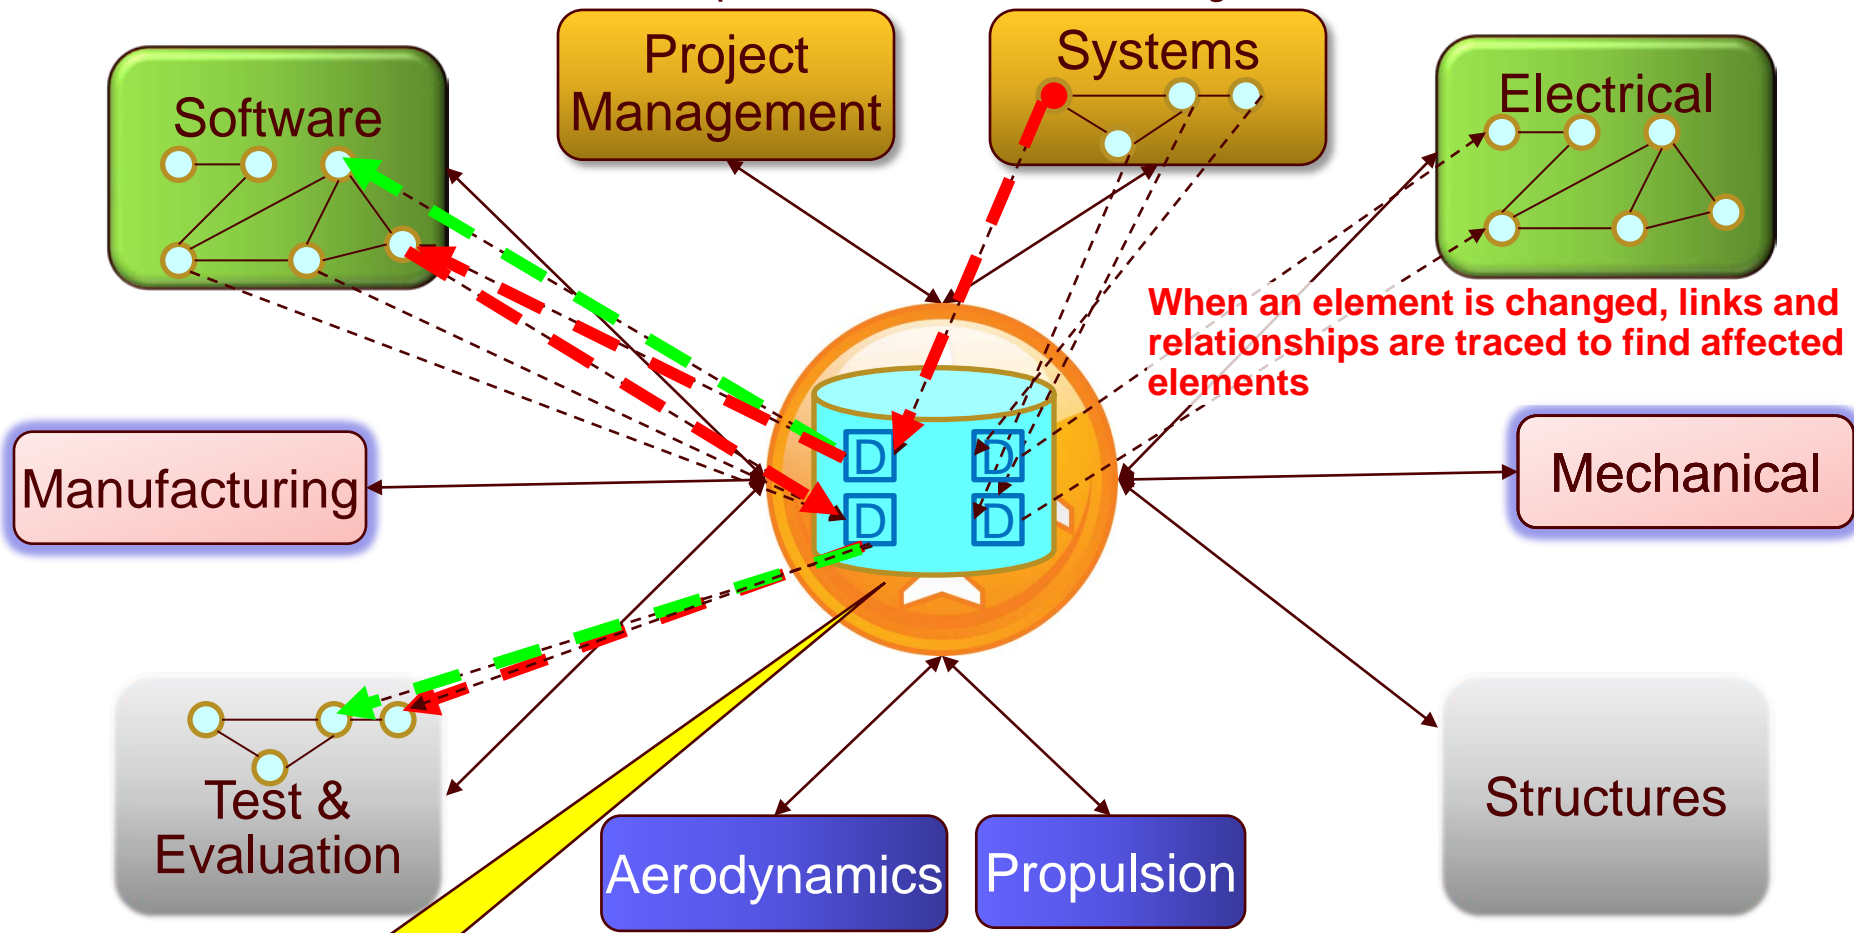 Project
Management
Systems
Software
Electrical
When an element is changed, links and
relationships are traced to find affected
elements
D
D
D
D
Manufacturing
Mechanical
Test &
Evaluation
Aerodynamics
Propulsion
Structures